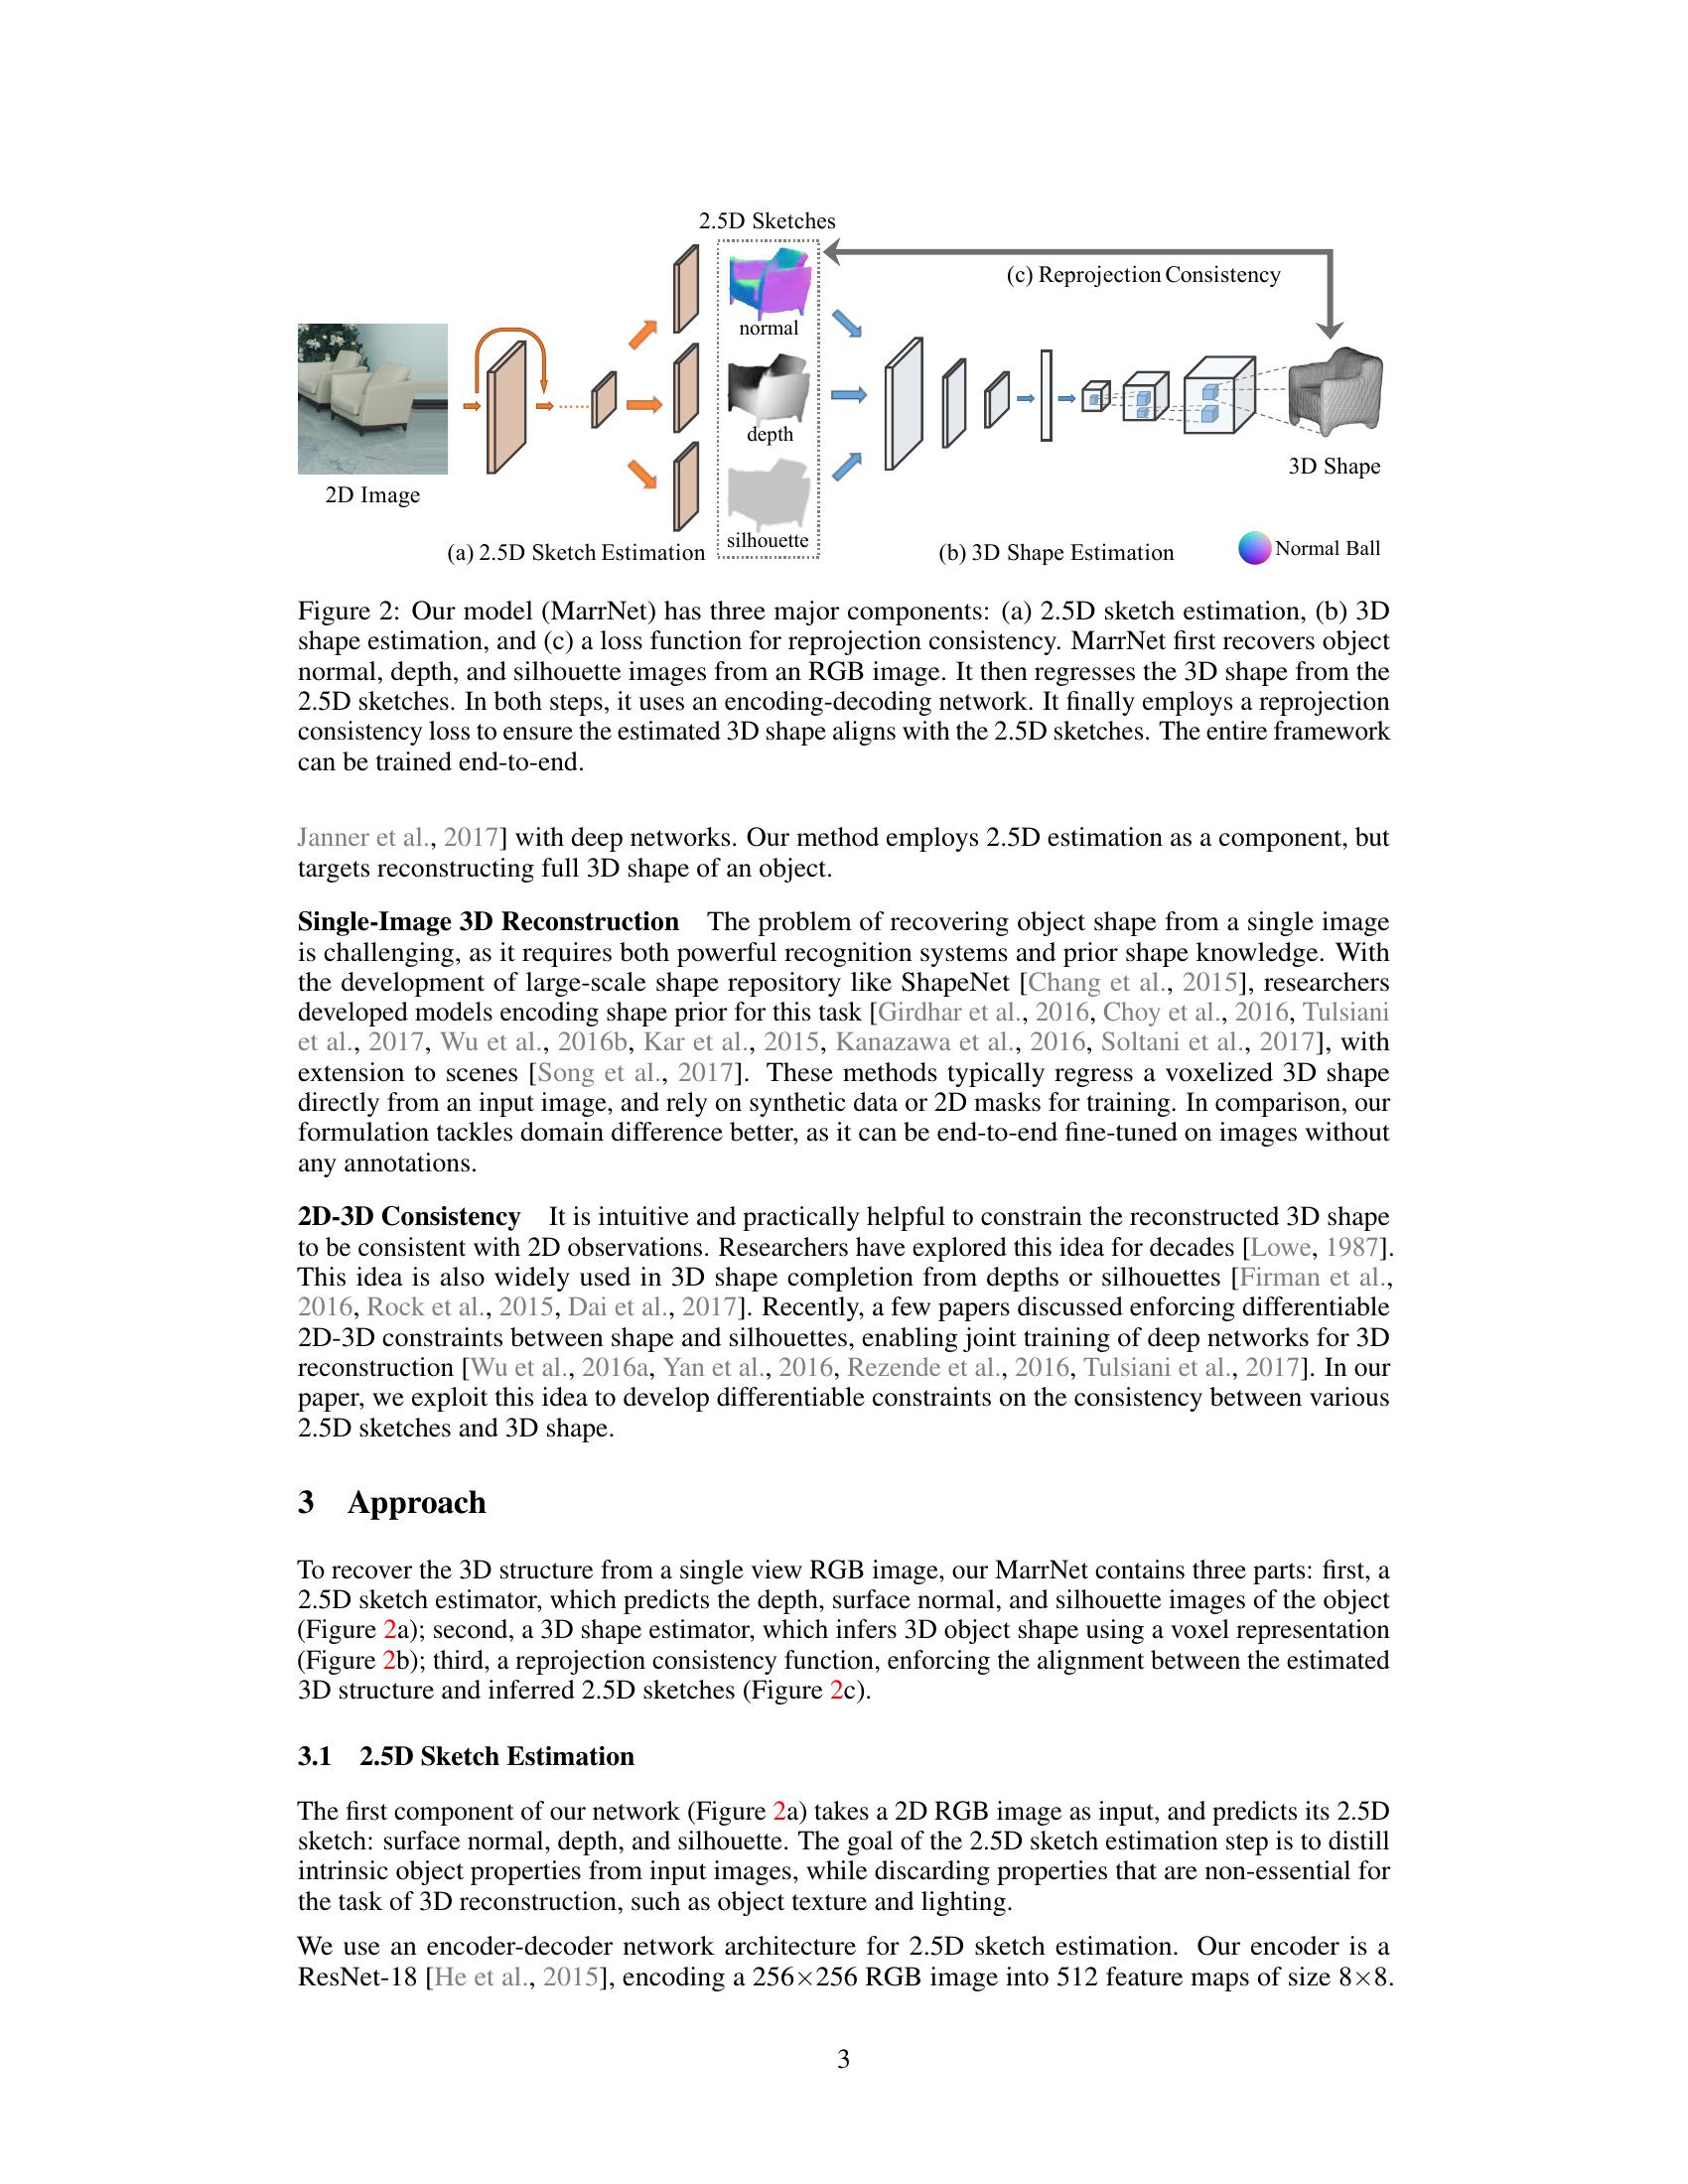 2.5D Sketches
(c) Reprojection Consistency
normal
depth
3D Shape
2D Image
silhouette
(a) 2.5D Sketch Estimation
(b) 3D Shape Estimation
Normal Ball
Figure 2: Our model (MarrNet) has three major components: (a) 2.5D sketch estimation, (b) 3D
shape estimation, and (c) a loss function for reprojection consistency. MarrNet first recovers object
normal, depth, and silhouette images from an RGB image. It then regresses the 3D shape from the
2.5D sketches. In both steps, it uses an encoding-decoding network. It finally employs a reprojection
consistency loss to ensure the estimated 3D shape aligns with the 2.5D sketches. The entire framework
can be trained end-to-end.
Janner et al., 2017] with deep networks. Our method employs 2.5D estimation as a component, but
targets reconstructing full 3D shape of an object.
Single-Image 3D Reconstruction The problem of recovering object shape from a single image
is challenging, as it requires both powerful recognition systems and prior shape knowledge. With
the development of large-scale shape repository like ShapeNet [Chang et al., 2015], researchers
developed models encoding shape prior for this task [Girdhar et al., 2016, Choy et al., 2016, Tulsiani
et al., 2017, Wu et al., 2016b, Kar et al., 2015, Kanazawa et al., 2016, Soltani et al., 2017], with
extension to scenes [Song et al., 2017]. These methods typically regress a voxelized 3D shape
directly from an input image, and rely on synthetic data or 2D masks for training. In comparison, our
formulation tackles domain difference better, as it can be end-to-end fine-tuned on images without
any annotations.
2D-3D Consistency It is intuitive and practically helpful to constrain the reconstructed 3D shape
to be consistent with 2D observations. Researchers have explored this idea for decades [Lowe, 1987].
This idea is also widely used in 3D shape completion from depths or silhouettes [Firman et al.,
2016, Rock et al., 2015, Dai et al., 2017]. Recently, a few papers discussed enforcing differentiable
2D-3D constraints between shape and silhouettes, enabling joint training of deep networks for 3D
reconstruction [Wu et al., 2016a, Yan et al., 2016, Rezende et al., 2016, Tulsiani et al., 2017]. In our
paper, we exploit this idea to develop differentiable constraints on the consistency between various
2.5D sketches and 3D shape.
3 Approach
To recover the 3D structure from a single view RGB image, our MarrNet contains three parts: first, a
2.5D sketch estimator, which predicts the depth, surface normal, and silhouette images of the object
(Figure 2a); second, a 3D shape estimator, which infers 3D object shape using a voxel representation
(Figure 2b); third, a reprojection consistency function, enforcing the alignment between the estimated
3D structure and inferred 2.5D sketches (Figure 2c).
3.1 2.5D Sketch Estimation
The first component of our network (Figure 2a) takes a 2D RGB image as input, and predicts its 2.5D
sketch: surface normal, depth, and silhouette. The goal of the 2.5D sketch estimation step is to distill
intrinsic object properties from input images, while discarding properties that are non-essential for
the task of 3D reconstruction, such as object texture and lighting.
We use an encoder-decoder network architecture for 2.5D sketch estimation. Our encoder is a
ResNet-18 [He et al., 2015], encoding a 256×256 RGB image into 512 feature maps of size 8×8.
3